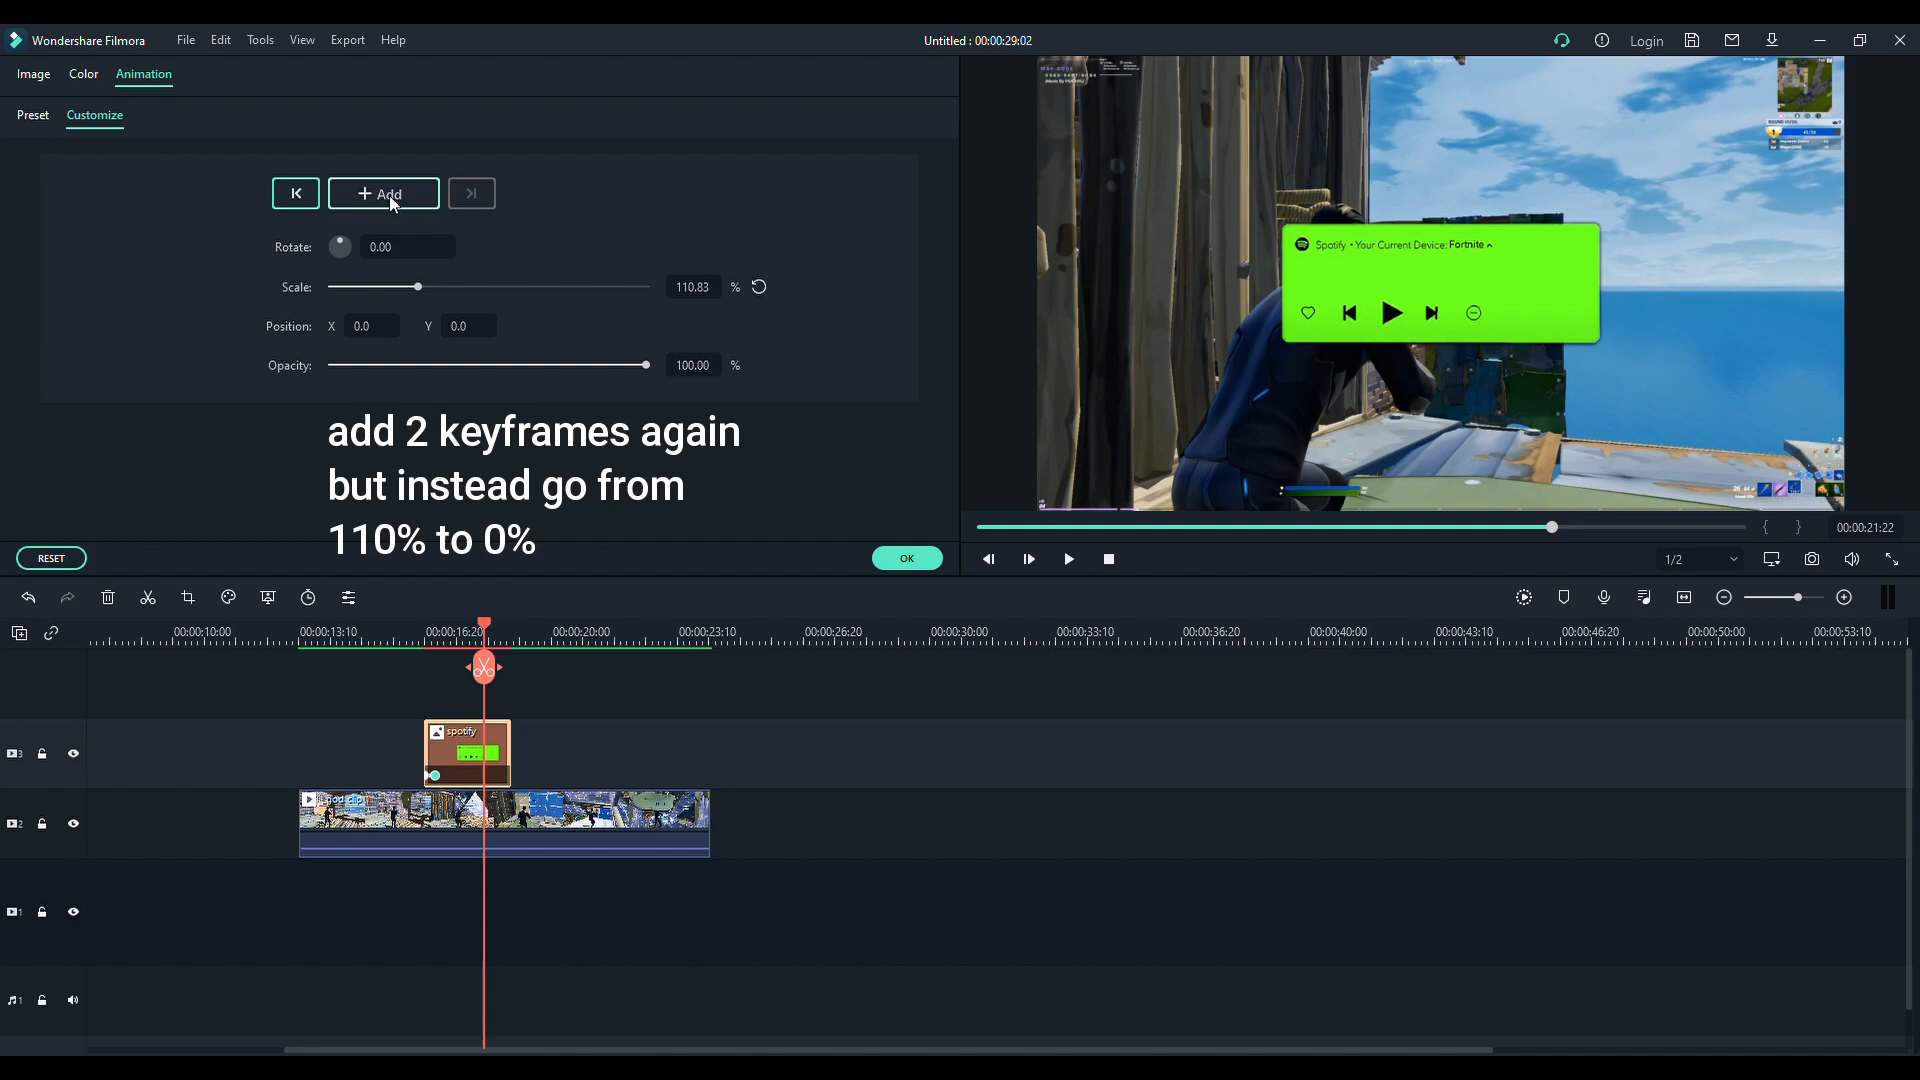 Wondershare Filmora
File Edit Tools View Export Help
Untitled : 00:00:29:02
Login
Image Color Animation
Preset Customize
+ Add
Rotate: 0.00
Scale: 110.83 %
Position: X 0.0 Y 0.0
Opacity: 100.00 %
add 2 keyframes again
but instead go from
110% to 0%
RESET
OK
Spotify • Your Current Device: Fortnite
{ } 00:00:21:22
1/2
00:00:10:00 00:00:13:10 00:00:16:20 00:00:20:00 00:00:23:10 00:00:26:20 00:00:30:00 00:00:33:10 00:00:36:20 00:00:40:00 00:00:43:10 00:00:46:20 00:00:50:00 00:00:53:10
spotify
3
2
1
1